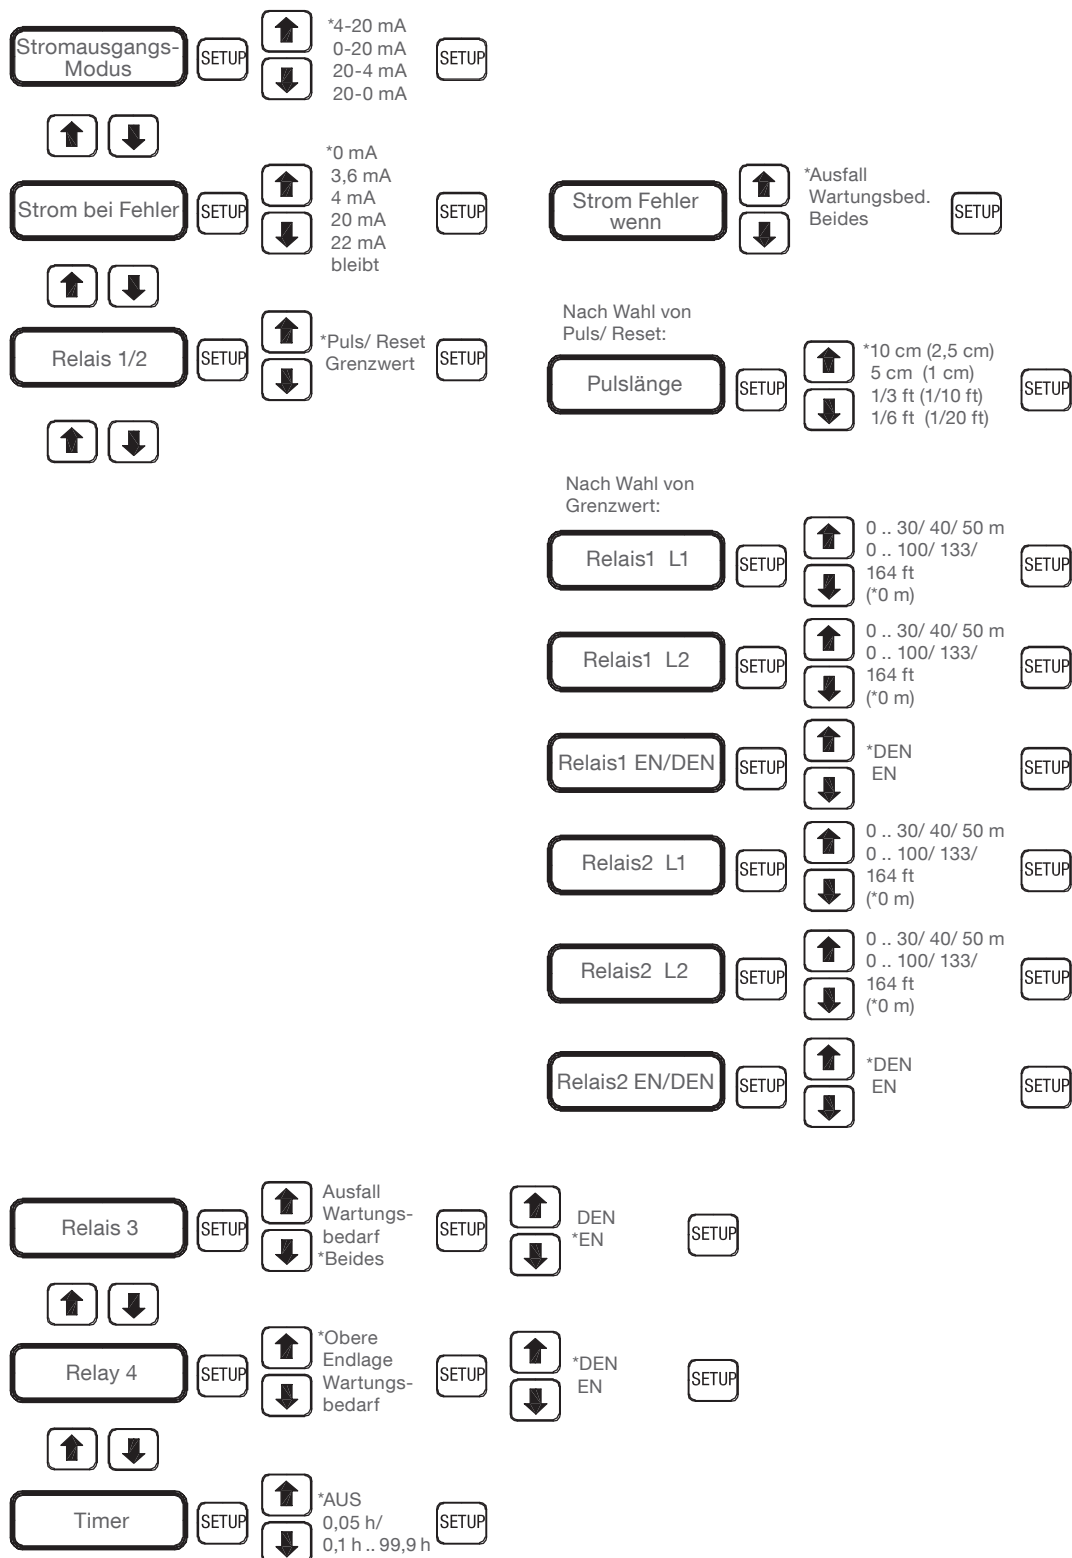 Stromausgangs-
Modus
SETUP
*4-20 mA
0-20 mA
20-4 mA
20-0 mA
SETUP
Strom bei Fehler
SETUP
*0 mA
3,6 mA
4 mA
20 mA
22 mA
bleibt
SETUP
Strom Fehler
wenn
*Ausfall
Wartungsbed.
Beides
SETUP
Relais 1/2
SETUP
*Puls/ Reset
Grenzwert
SETUP
Nach Wahl von
Puls/ Reset:
Pulslänge
SETUP
*10 cm (2,5 cm)
5 cm (1 cm)
1/3 ft (1/10 ft)
1/6 ft (1/20 ft)
SETUP
Nach Wahl von
Grenzwert:
Relais1 L1
SETUP
0 .. 30/ 40/ 50 m
0 .. 100/ 133/
164 ft
(*0 m)
SETUP
Relais1 L2
SETUP
0 .. 30/ 40/ 50 m
0 .. 100/ 133/
164 ft
(*0 m)
SETUP
Relais1 EN/DEN
SETUP
*DEN
EN
SETUP
Relais2 L1
SETUP
0 .. 30/ 40/ 50 m
0 .. 100/ 133/
164 ft
(*0 m)
SETUP
Relais2 L2
SETUP
0 .. 30/ 40/ 50 m
0 .. 100/ 133/
164 ft
(*0 m)
SETUP
Relais2 EN/DEN
SETUP
*DEN
EN
SETUP
Relais 3
SETUP
Ausfall
Wartungs-
bedarf
*Beides
SETUP
DEN
*EN
SETUP
Relay 4
SETUP
*Obere
Endlage
Wartungs-
bedarf
SETUP
*DEN
EN
SETUP
Timer
SETUP
*AUS
0,05 h/
0,1 h .. 99,9 h
SETUP